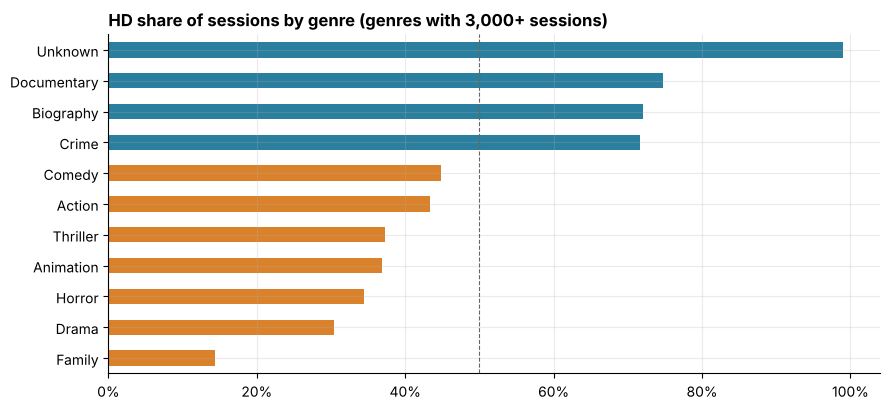 HD share of sessions by genre (genres with 3,000+ sessions)
Unknown
Documentary
Biography
Crime
Comedy
Action
Thriller
Animation
Horror
Drama
Family
0% 20% 40% 60% 80% 100%